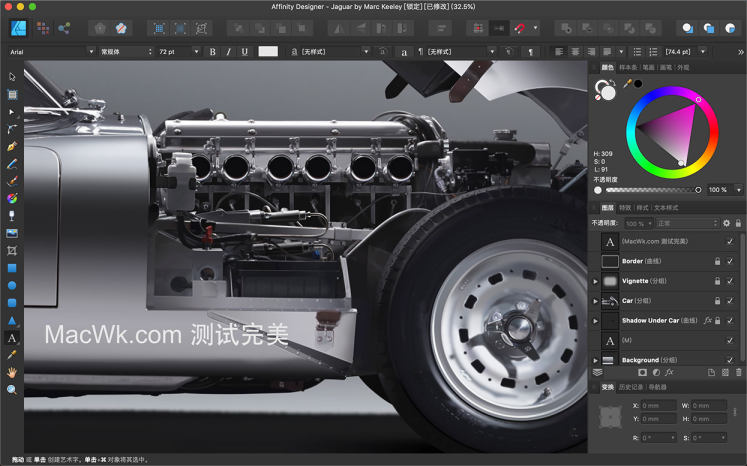 Affinity Designer - Jaguar by Marc Keeley [锁定] [已修改] (32.5%)
Arial 常规体 72 pt B I U a [无样式] a a [无样式] [74.4 pt]
颜色 样本条 笔画 画笔 外观
H: 309
S: 0
L: 91
不透明度
100 %
图层 特效 样式 文本样式
不透明度: 100 % 正常
A (MacWk.com 测试完美)
Border (曲线)
Vignette (分组)
Car (分组)
Shadow Under Car (曲线) fx
A (M)
Background (分组)
fx
变换 历史记录 导航器
X: 0 mm W: 0 mm
Y: 0 mm H: 0 mm
R: 0 ° S: 0 °
MacWk.com 测试完美
拖动 或 单击 创建艺术字。单击+⌘ 对象将其选中。